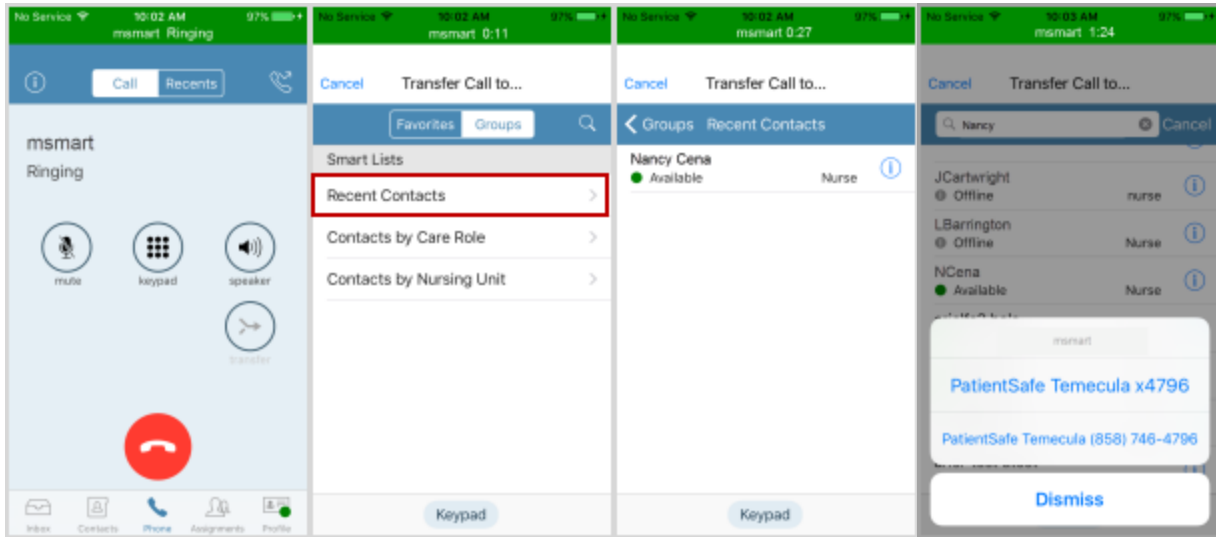 No Service 10:02 AM 97%
msmart Ringing
Call Recents
msmart
Ringing
mute keypad speaker
transfer
Inbox Contacts Phone Assignments Profile
No Service 10:02 AM 97%
msmart 0:11
Cancel Transfer Call to...
Favorites Groups
Smart Lists
Recent Contacts
Contacts by Care Role
Contacts by Nursing Unit
Keypad
No Service 10:02 AM 97%
msmart 0:27
Cancel Transfer Call to...
Groups Recent Contacts
Nancy Cena
Available Nurse
Keypad
No Service 10:03 AM 97%
msmart 1:24
Cancel Transfer Call to...
Nancy Cancel
JCartwright
Offline nurse
LBarrington
Offline Nurse
NCena
Available Nurse
msmart
PatientSafe Temecula x4796
PatientSafe Temecula (858) 746-4796
Dismiss